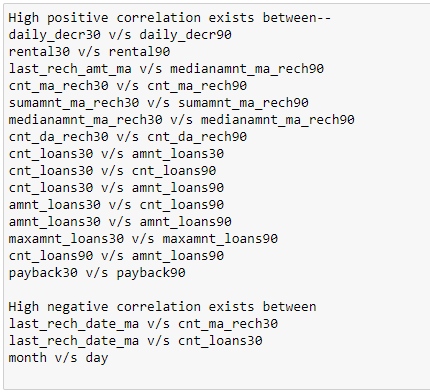 High positive correlation exists between--
daily_decr30 v/s daily_decr90
rental30 v/s rental90
last_rech_amt_ma v/s medianamnt_ma_rech90
cnt_ma_rech30 v/s cnt_ma_rech90
sumamnt_ma_rech30 v/s sumamnt_ma_rech90
medianamnt_ma_rech30 v/s medianamnt_ma_rech90
cnt_da_rech30 v/s cnt_da_rech90
cnt_loans30 v/s amnt_loans30
cnt_loans30 v/s cnt_loans90
cnt_loans30 v/s amnt_loans90
amnt_loans30 v/s cnt_loans90
amnt_loans30 v/s amnt_loans90
maxamnt_loans30 v/s maxamnt_loans90
cnt_loans90 v/s amnt_loans90
payback30 v/s payback90

High negative correlation exists between
last_rech_date_ma v/s cnt_ma_rech30
last_rech_date_ma v/s cnt_loans30
month v/s day